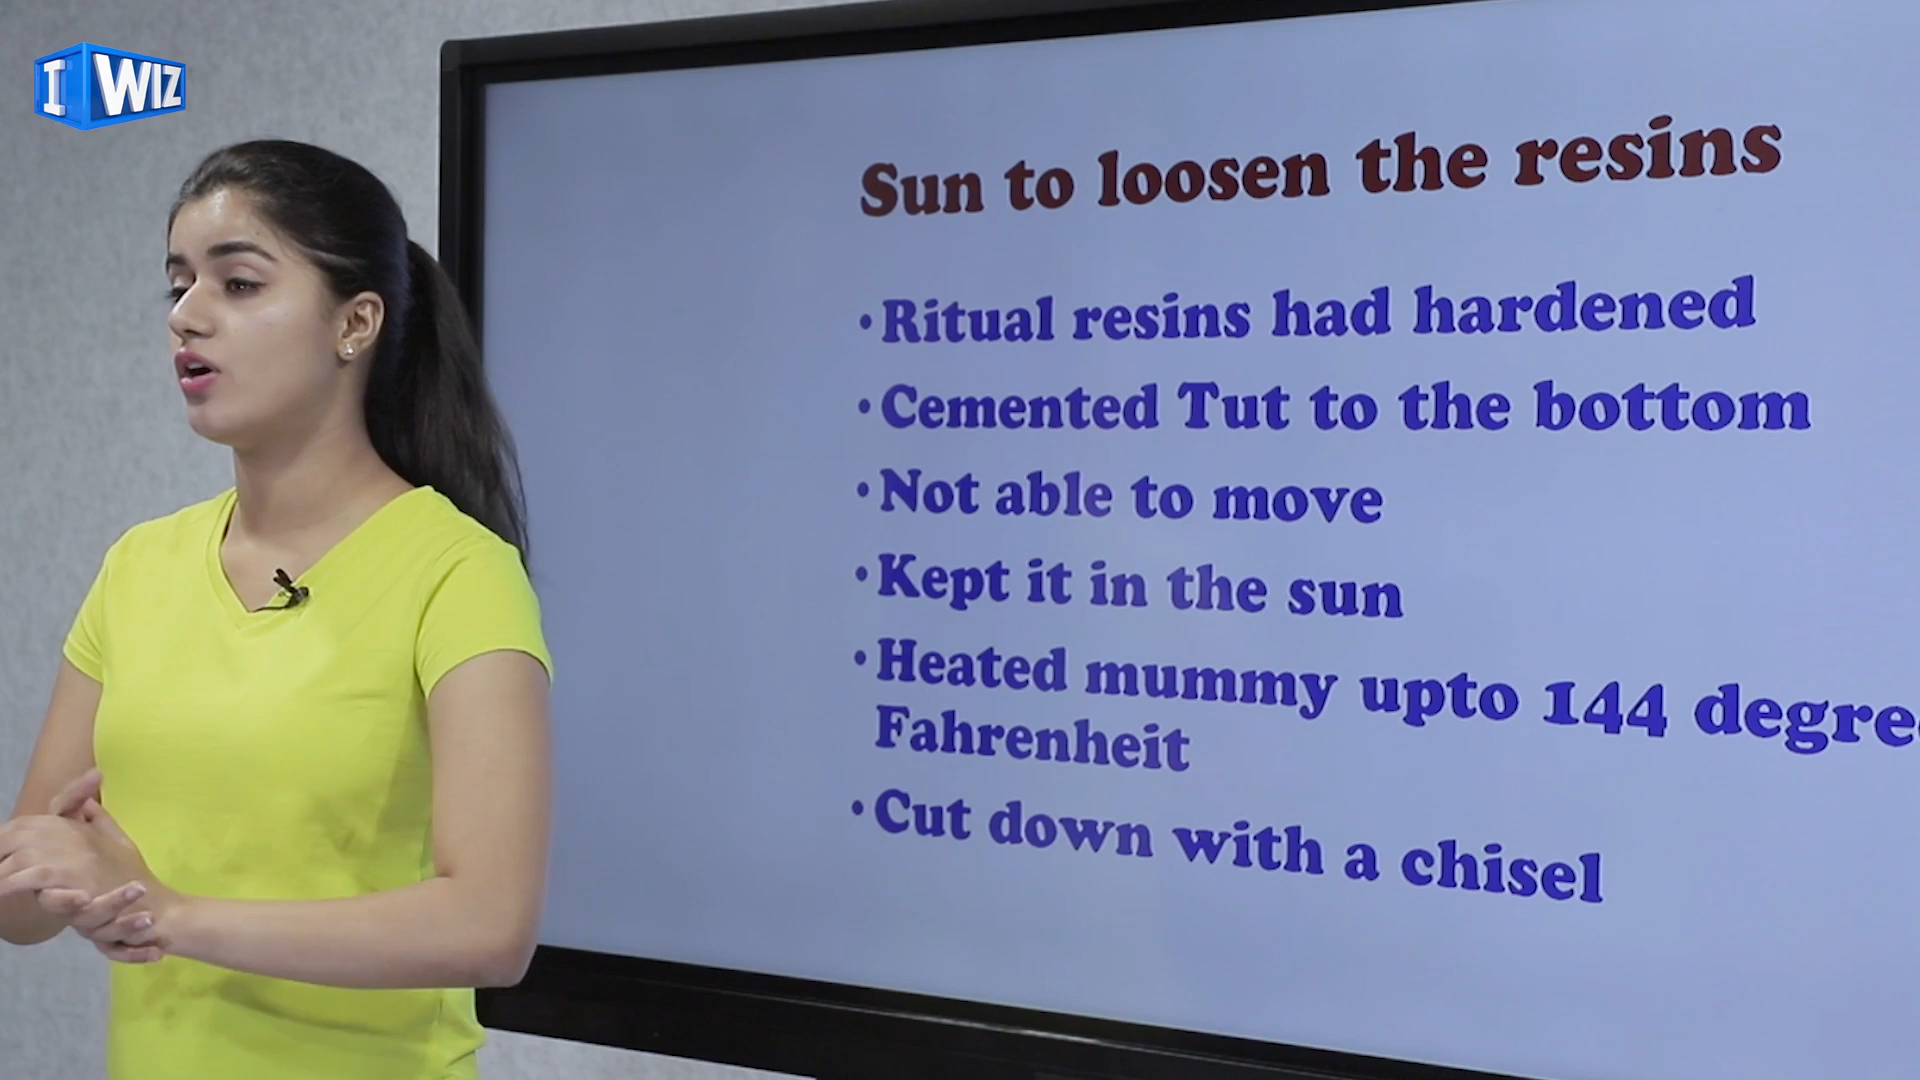 I WIZ
Sun to loosen the resins
•Ritual resins had hardened
•Cemented Tut to the bottom
•Not able to move
•Kept it in the sun
•Heated mummy upto 144 degre
Fahrenheit
•Cut down with a chisel